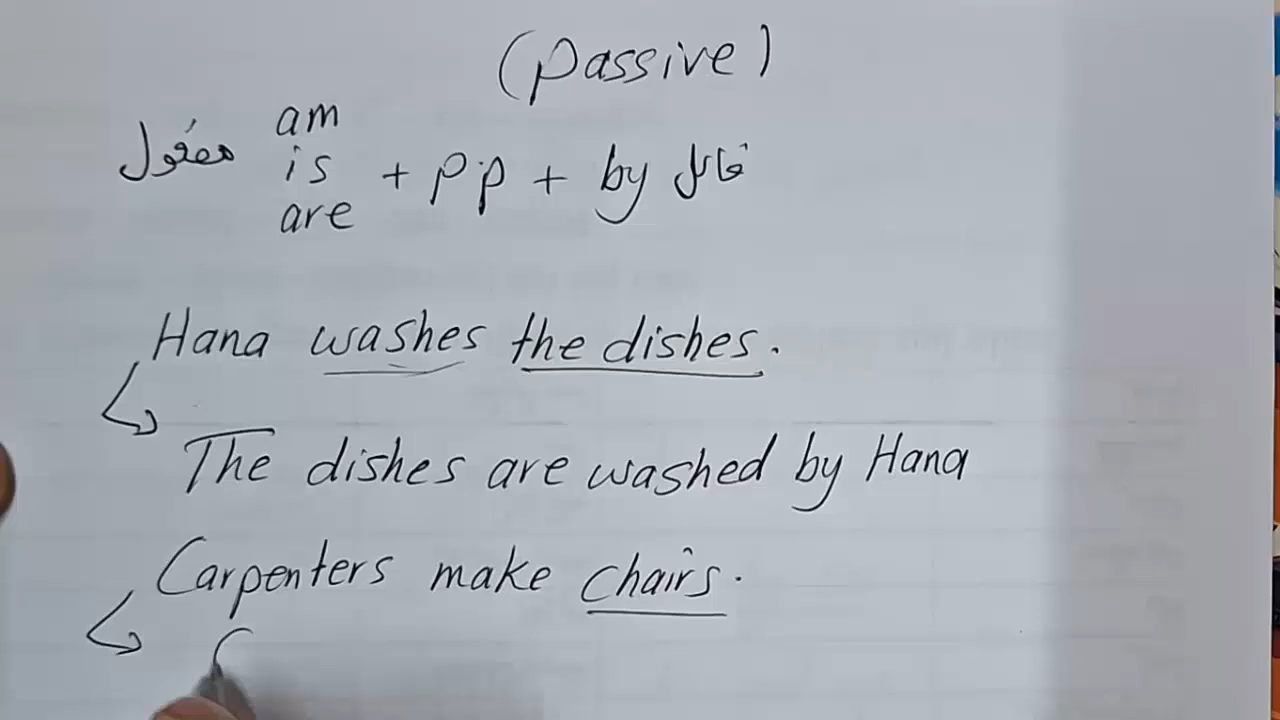 (passive)
مفعول am is are + p.p + by فاعل
Hana washes the dishes.
The dishes are washed by Hana
Carpenters make chairs.
C